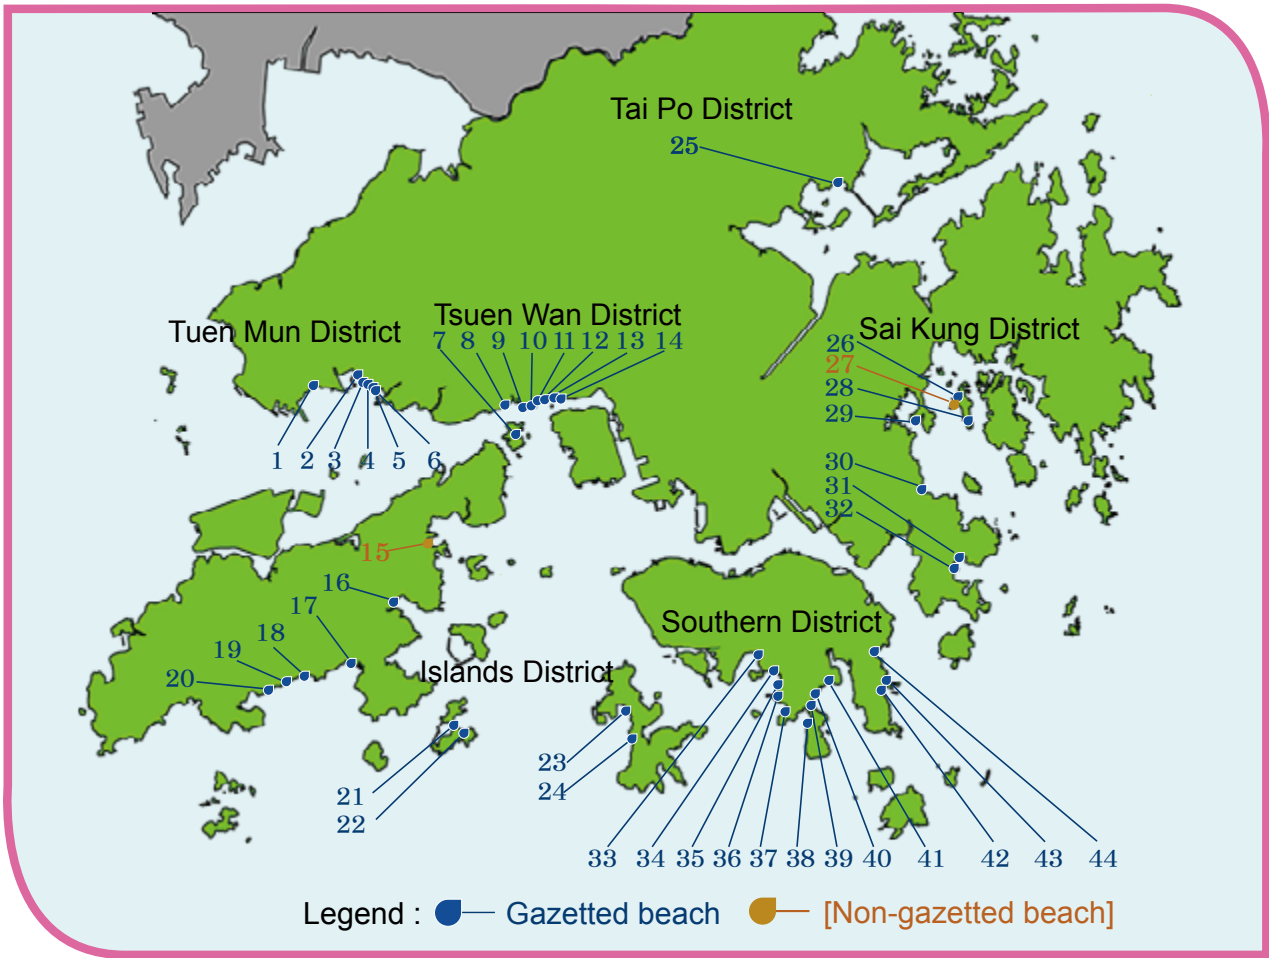 Tai Po District
25
Tsuen Wan District
Tuen Mun District
Sai Kung District
7 8 9 10 11 12 13 14
26
27
28
29
1 2 3 4 5 6
30
31
32
15
16
17
18
19
20
Southern District
Islands District
23
24
21
22
33 34 35 36 37 38 39 40 41 42 43 44
Legend : Gazetted beach [Non-gazetted beach]